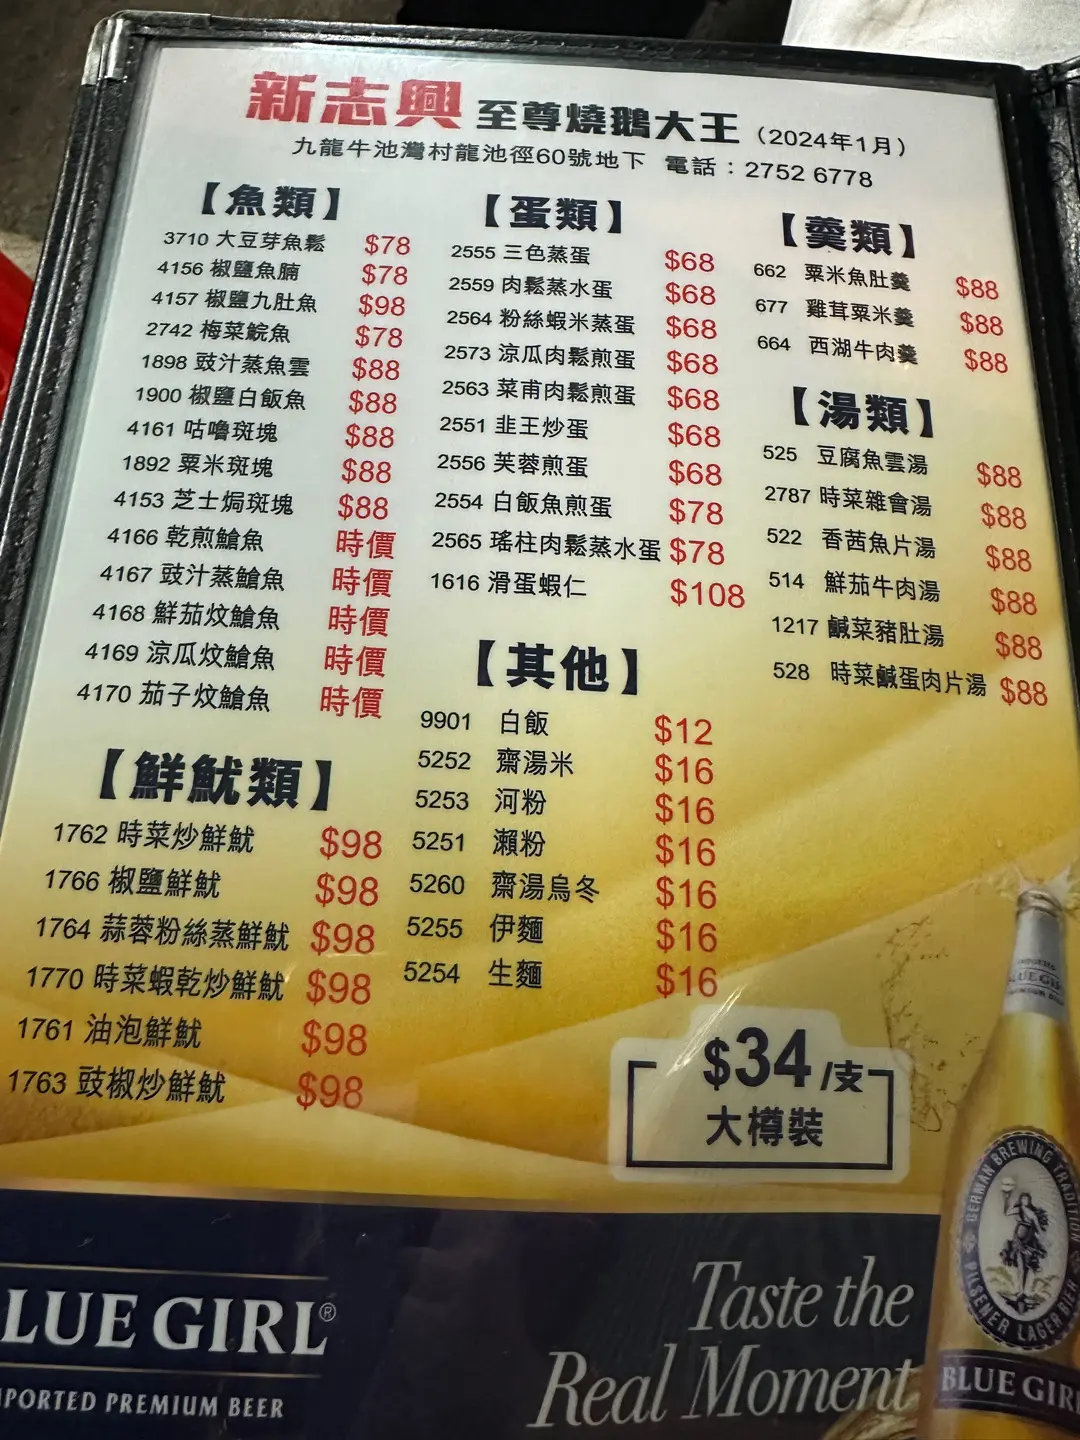 新志興 至尊燒鵝大王 (2024年1月)
九龍牛池灣村龍池徑60號地下 電話：2752 6778
【魚類】
3710 大豆芽魚鬆 $78
4156 椒鹽魚腩 $78
4157 椒鹽九肚魚 $98
2742 梅菜鯇魚 $78
1898 豉汁蒸魚雲 $88
1900 椒鹽白飯魚 $88
4161 咕嚕斑塊 $88
1892 粟米斑塊 $88
4153 芝士焗斑塊 $88
4166 乾煎鱠魚 時價
4167 豉汁蒸鱠魚 時價
4168 鮮茄炆鱠魚 時價
4169 涼瓜炆鱠魚 時價
4170 茄子炆鱠魚 時價
【鮮魷類】
1762 時菜炒鮮魷 $98
1766 椒鹽鮮魷 $98
1764 蒜蓉粉絲蒸鮮魷 $98
1770 時菜蝦乾炒鮮魷 $98
1761 油泡鮮魷 $98
1763 豉椒炒鮮魷 $98
【蛋類】
2555 三色蒸蛋 $68
2559 肉鬆蒸水蛋 $68
2564 粉絲蝦米蒸蛋 $68
2573 涼瓜肉鬆煎蛋 $68
2563 菜甫肉鬆煎蛋 $68
2551 韭王炒蛋 $68
2556 芙蓉煎蛋 $68
2554 白飯魚煎蛋 $78
2565 瑤柱肉鬆蒸水蛋 $78
1616 滑蛋蝦仁 $108
【其他】
9901 白飯 $12
5252 齋湯米 $16
5253 河粉 $16
5251 瀨粉 $16
5260 齋湯烏冬 $16
5255 伊麵 $16
5254 生麵 $16
【羹類】
662 粟米魚肚羹 $88
677 雞茸粟米羹 $88
664 西湖牛肉羹 $88
【湯類】
525 豆腐魚雲湯 $88
2787 時菜雜會湯 $88
522 香茜魚片湯 $88
514 鮮茄牛肉湯 $88
1217 鹹菜豬肚湯 $88
528 時菜鹹蛋肉片湯 $88
$34/支
大樽裝
LUE GIRL®
PORTED PREMIUM BEER
Taste the
Real Moment
GERMAN BREWING TRADITION
PILSENER LAGER BIER
BLUE GIR